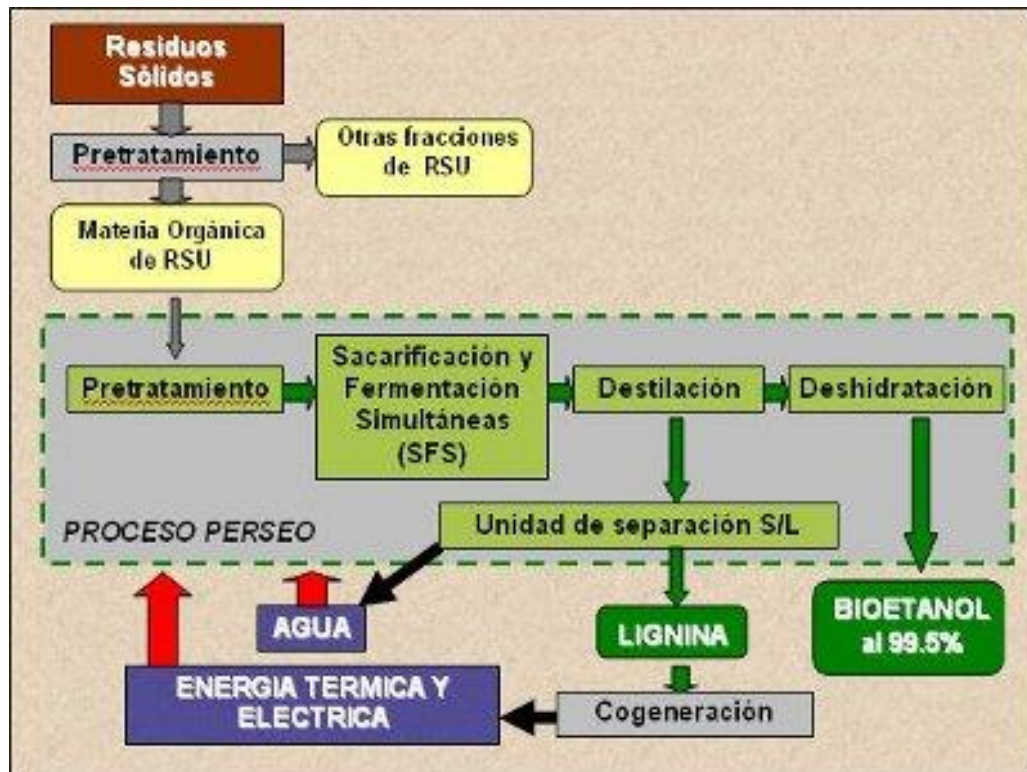 Residuos
Sólidos
Pretratamiento
Otras fracciones
de RSU
Materia Orgánica
de RSU
Pretratamiento
Sacarificación y
Fermentación
Simultáneas
(SFS)
Destilación
Deshidratación
Unidad de separación S/L
PROCESO PERSEO
AGUA
LIGNINA
BIOETANOL
al 99.5%
ENERGIA TERMICA Y
ELECTRICA
Cogeneración